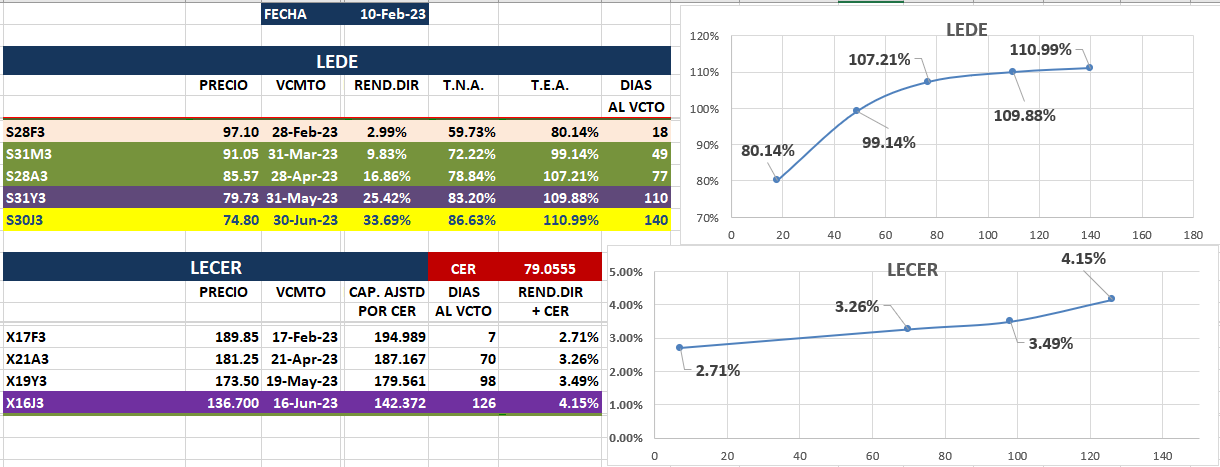 FECHA 10-Feb-23
LEDE
PRECIO VCMTO REND.DIR T.N.A. T.E.A. DIAS
AL VCTO
S28F3 97.10 28-Feb-23 2.99% 59.73% 80.14% 18
S31M3 91.05 31-Mar-23 9.83% 72.22% 99.14% 49
S28A3 85.57 28-Apr-23 16.86% 78.84% 107.21% 77
S31Y3 79.73 31-May-23 25.42% 83.20% 109.88% 110
S30J3 74.80 30-Jun-23 33.69% 86.63% 110.99% 140
LEDE
120%
110%
100%
90%
80%
70%
80.14%
99.14%
107.21%
109.88%
110.99%
0 20 40 60 80 100 120 140 160 180
LECER CER 79.0555
PRECIO VCMTO CAP. AJSTD DIAS REND.DIR
POR CER AL VCTO + CER
X17F3 189.85 17-Feb-23 194.989 7 2.71%
X21A3 181.25 21-Apr-23 187.167 70 3.26%
X19Y3 173.50 19-May-23 179.561 98 3.49%
X16J3 136.700 16-Jun-23 142.372 126 4.15%
LECER
5.00%
4.00%
3.00%
2.00%
1.00%
0.00%
2.71%
3.26%
3.49%
4.15%
0 20 40 60 80 100 120 140